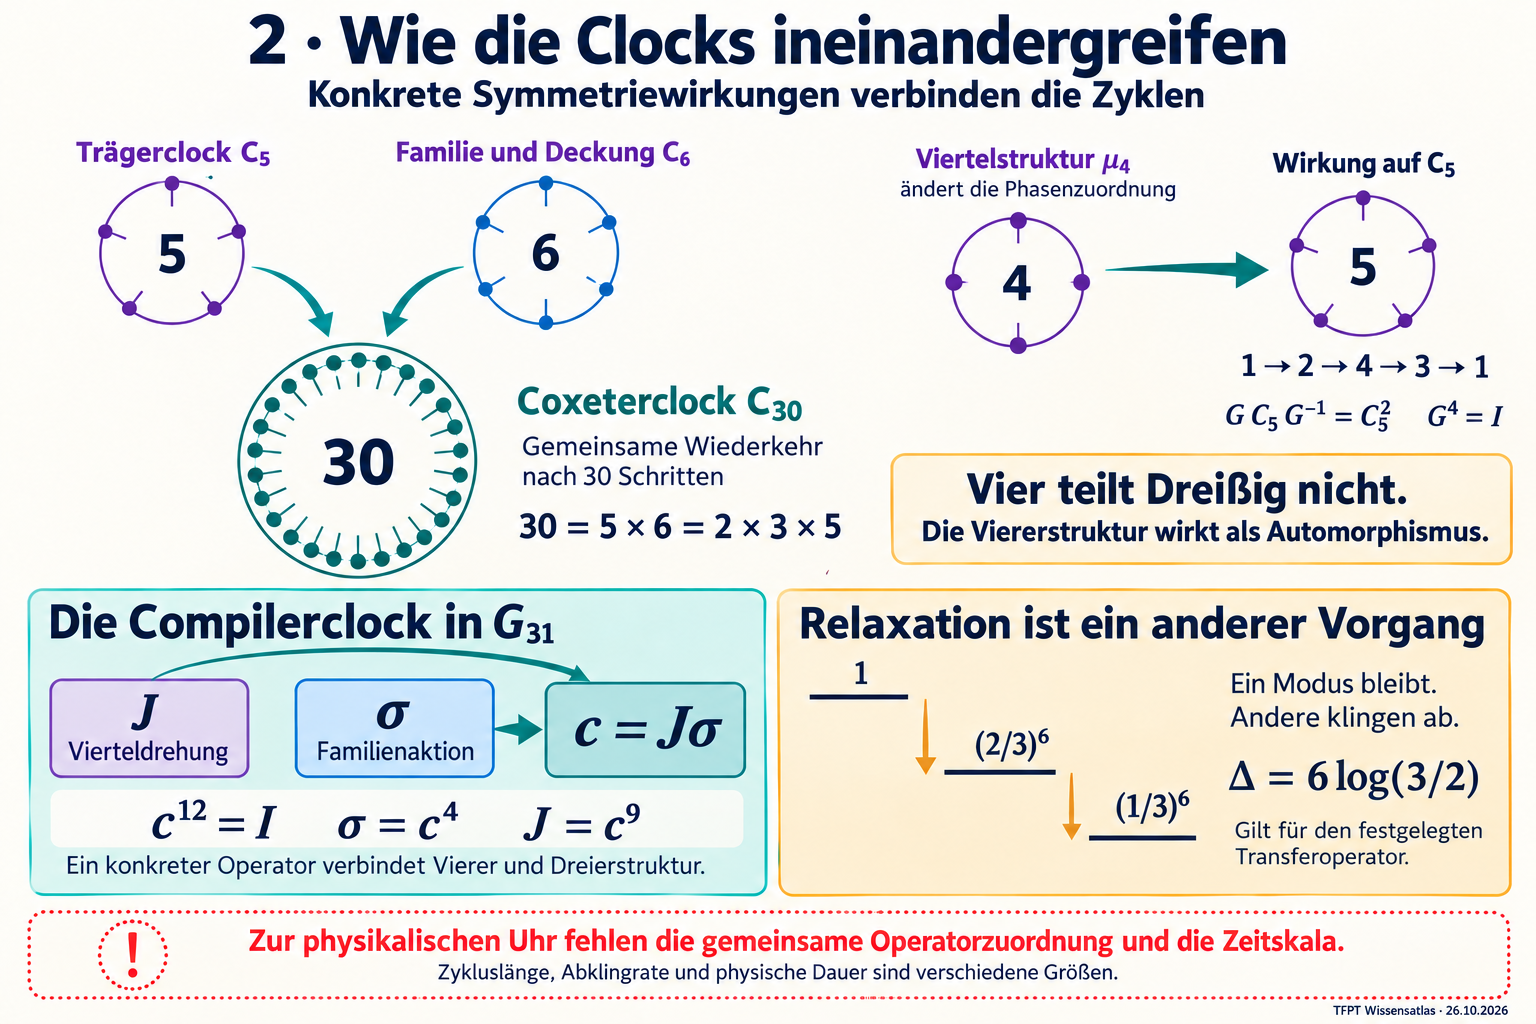 2 · Wie die Clocks ineinandergreifen
Konkrete Symmetriewirkungen verbinden die Zyklen
Trägerclock C₅
5
Familie und Deckung C₆
6
30
Coxeterclock C₃₀
Gemeinsame Wiederkehr
nach 30 Schritten
30 = 5 × 6 = 2 × 3 × 5
Viertelstruktur μ₄
ändert die Phasenzuordnung
4
Wirkung auf C₅
5
1 → 2 → 4 → 3 → 1
G C₅ G⁻¹ = C₅² G⁴ = I
Vier teilt Dreißig nicht.
Die Viererstruktur wirkt als Automorphismus.
Die Compilerclock in G₃₁
J
Vierteldrehung
σ
Familienaktion
c = Jσ
c¹² = I σ = c⁴ J = c⁹
Ein konkreter Operator verbindet Vierer und Dreierstruktur.
Relaxation ist ein anderer Vorgang
1
(2/3)⁶
(1/3)⁶
Ein Modus bleibt.
Andere klingen ab.
Δ = 6 log(3/2)
Gilt für den festgelegten
Transferoperator.
!
Zur physikalischen Uhr fehlen die gemeinsame Operatorzuordnung und die Zeitskala.
Zykluslänge, Abklingrate und physische Dauer sind verschiedene Größen.
TFPT Wissensatlas · 26.10.2026